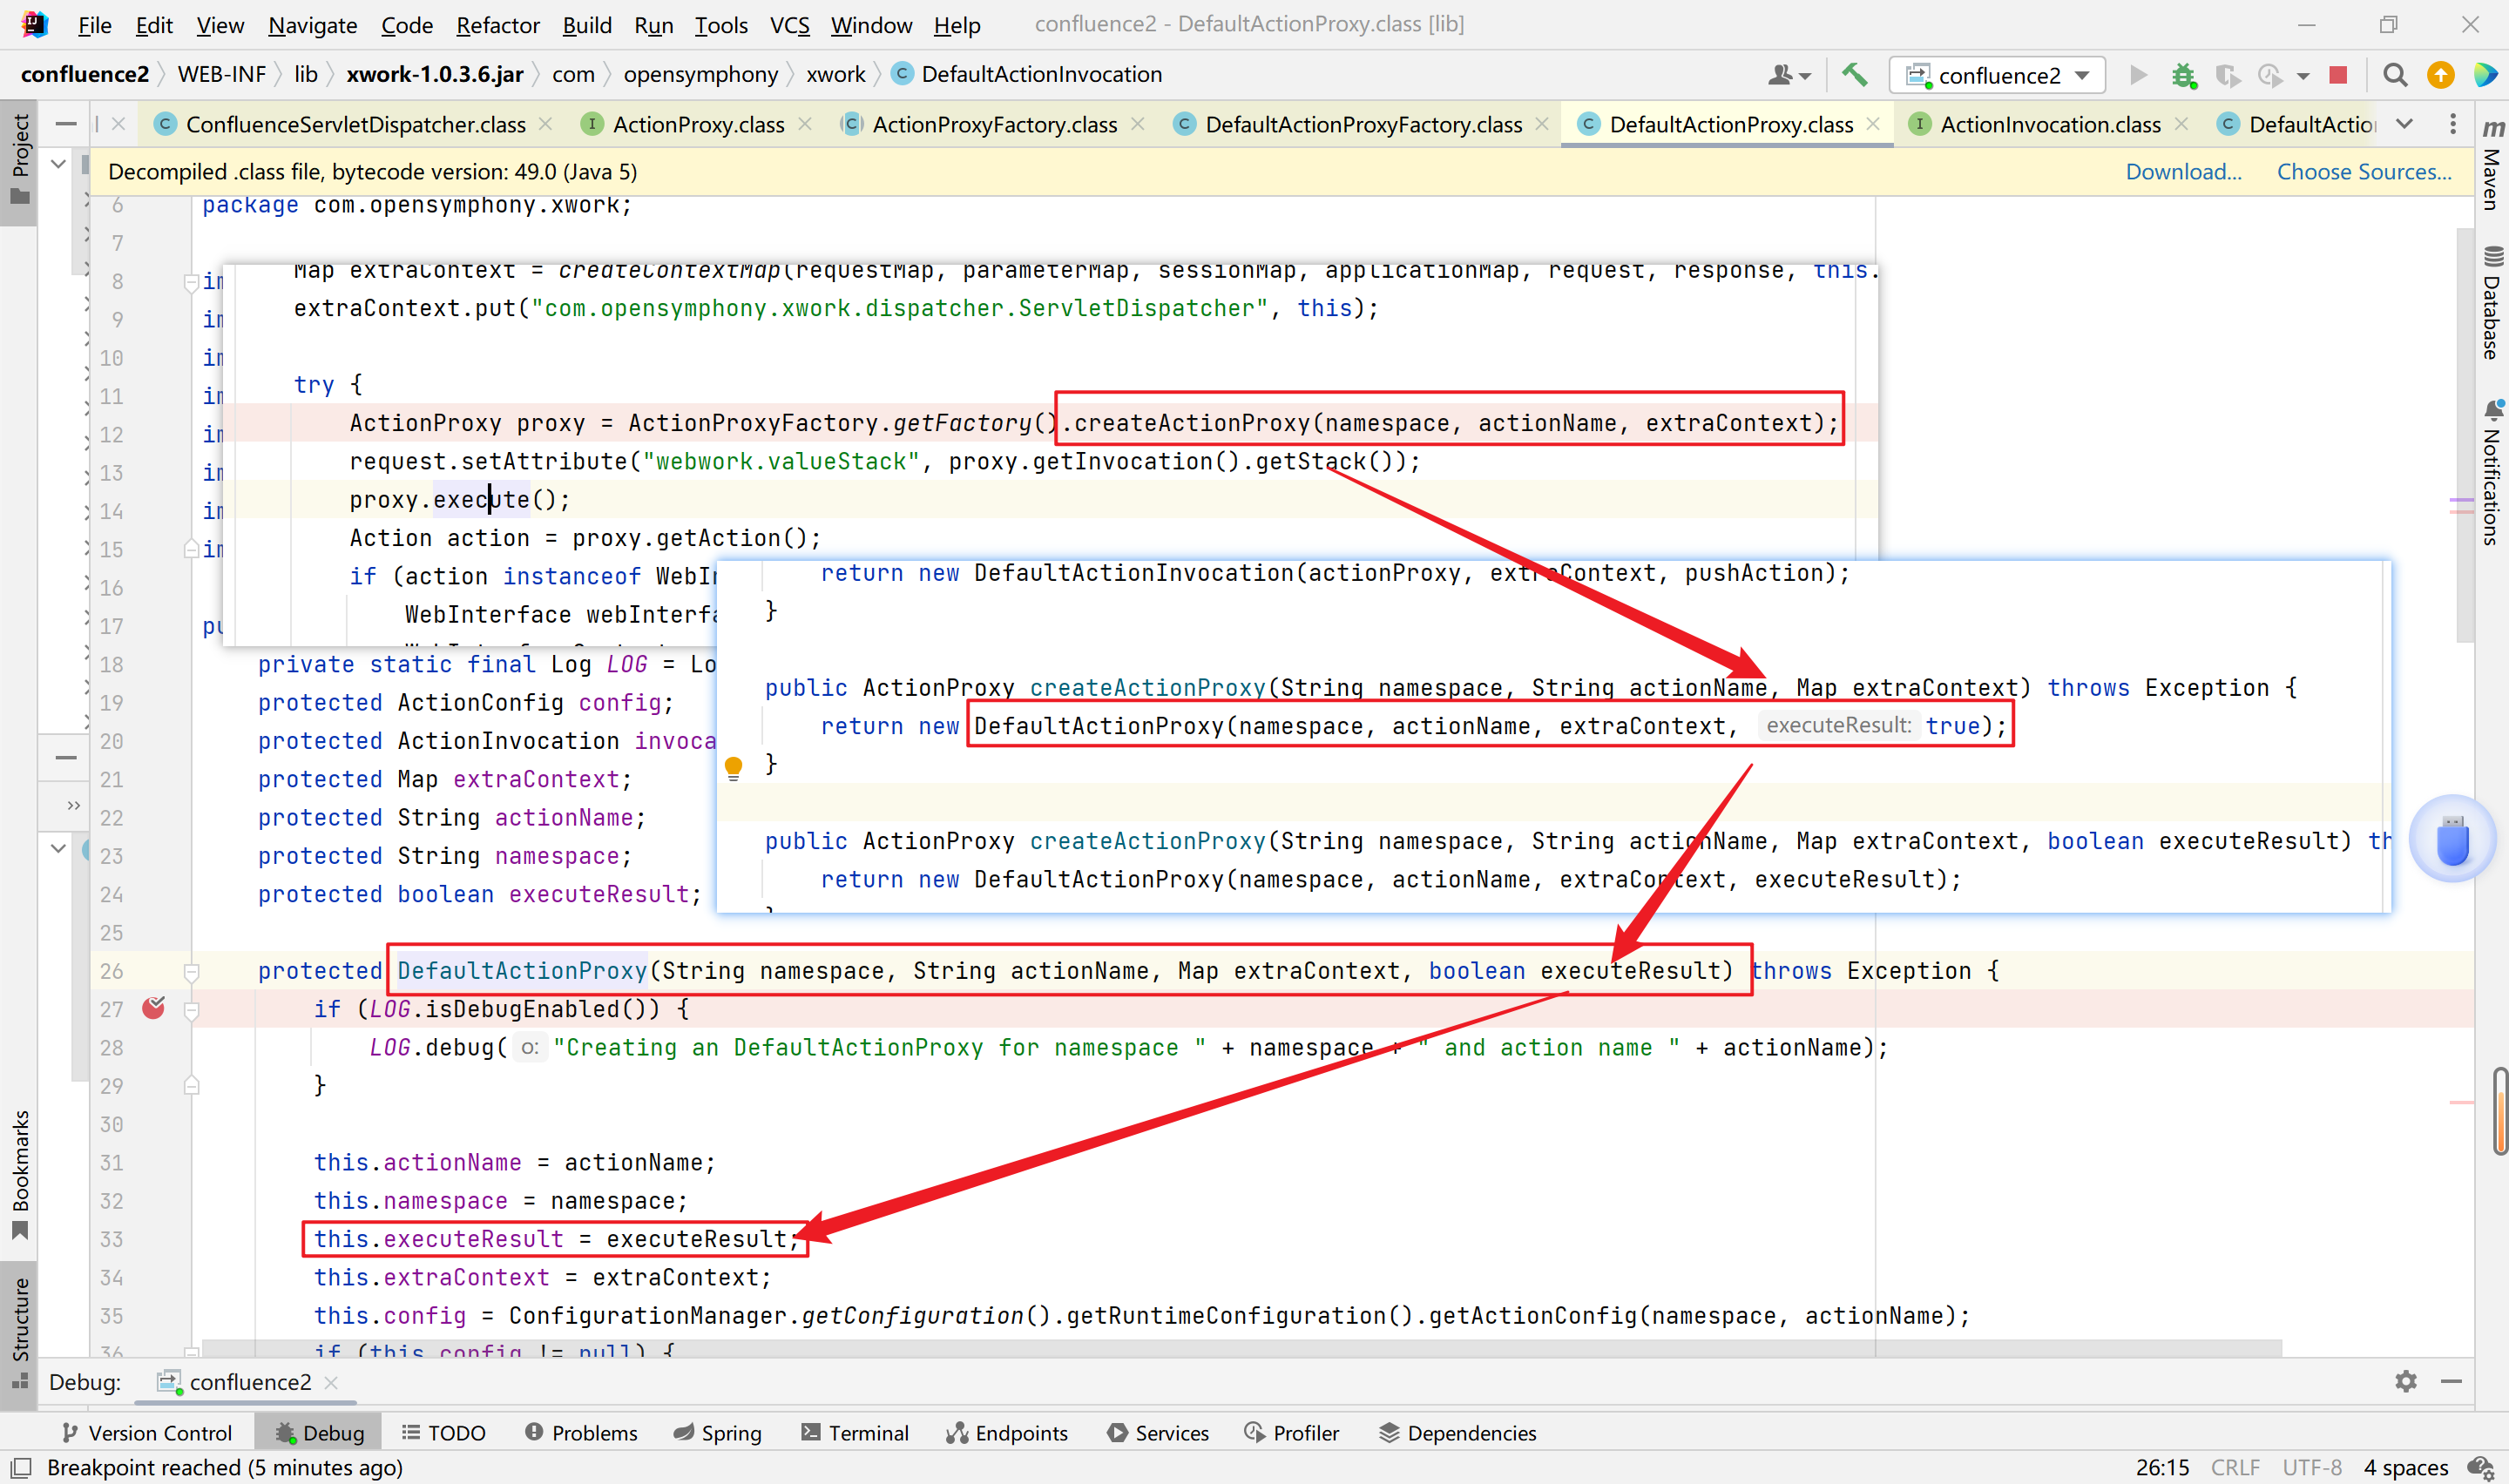 File Edit View Navigate Code Refactor Build Run Tools VCS Window Help confluence2 - DefaultActionProxy.class [lib]
confluence2 WEB-INF lib xwork-1.0.3.6.jar com opensymphony xwork DefaultActionInvocation confluence2
ConfluenceServletDispatcher.class ActionProxy.class ActionProxyFactory.class DefaultActionProxyFactory.class DefaultActionProxy.class ActionInvocation.class DefaultAction
Decompiled .class file, bytecode version: 49.0 (Java 5) Download... Choose Sources...
Project
Bookmarks
Structure
Maven
Database
Notifications
6 package com.opensymphony.xwork;
7
8 im
9 im
10 im
11 im
12 im
13 im
14 im
15 im
16
17 pu
Map extraContext = createContextMap(requestMap, parameterMap, sessionMap, applicationMap, request, response, this.
extraContext.put("com.opensymphony.xwork.dispatcher.ServletDispatcher", this);
try {
ActionProxy proxy = ActionProxyFactory.getFactory().createActionProxy(namespace, actionName, extraContext);
request.setAttribute("webwork.valueStack", proxy.getInvocation().getStack());
proxy.execute();
Action action = proxy.getAction();
if (action instanceof WebIn
WebInterface webInterfa
return new DefaultActionInvocation(actionProxy, extraContext, pushAction);
}
public ActionProxy createActionProxy(String namespace, String actionName, Map extraContext) throws Exception {
return new DefaultActionProxy(namespace, actionName, extraContext, executeResult: true);
}
public ActionProxy createActionProxy(String namespace, String actionName, Map extraContext, boolean executeResult) th
return new DefaultActionProxy(namespace, actionName, extraContext, executeResult);
}
18 private static final Log LOG = Lo
19 protected ActionConfig config;
20 protected ActionInvocation invoca
21 protected Map extraContext;
22 protected String actionName;
23 protected String namespace;
24 protected boolean executeResult;
25
26 protected DefaultActionProxy(String namespace, String actionName, Map extraContext, boolean executeResult) throws Exception {
27 if (LOG.isDebugEnabled()) {
28 LOG.debug( o: "Creating an DefaultActionProxy for namespace " + namespace + " and action name " + actionName);
29 }
30
31 this.actionName = actionName;
32 this.namespace = namespace;
33 this.executeResult = executeResult;
34 this.extraContext = extraContext;
35 this.config = ConfigurationManager.getConfiguration().getRuntimeConfiguration().getActionConfig(namespace, actionName);
36 if (this.config != null) {
Debug: confluence2
Version Control Debug TODO Problems Spring Terminal Endpoints Services Profiler Dependencies
Breakpoint reached (5 minutes ago) 26:15 CRLF UTF-8 4 spaces